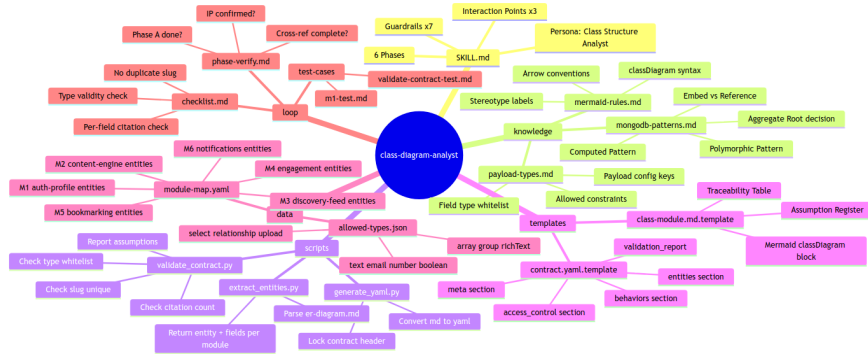 class-diagram-analyst
SKILL.md
Guardrails x7
Interaction Points x3
6 Phases
Persona: Class Structure
Analyst
knowledge
mermaid-rules.md
Arrow conventions
classDiagram syntax
Stereotype labels
mongodb-patterns.md
Embed vs Reference
Aggregate Root decision
Polymorphic Pattern
Computed Pattern
payload-types.md
Payload config keys
Allowed constraints
Field type whitelist
templates
class-module.md.template
Traceability Table
Assumption Register
Mermaid classDiagram
block
contract.yaml.template
validation_report
entities section
behaviors section
access_control section
meta section
scripts
validate_contract.py
Report assumptions
Check type whitelist
Check slug unique
Check citation count
extract_entities.py
Parse er-diagram.md
Return entity + fields per
module
generate_yaml.py
Convert md to yaml
Lock contract header
data
module-map.yaml
M6 notifications entities
M2 content-engine entities
M4 engagement entities
M1 auth-profile entities
M3 discovery-feed entities
M5 bookmarking entities
allowed-types.json
select relationship upload
array group richText
text email number boolean
loop
phase-verify.md
IP confirmed?
Phase A done?
Cross-ref complete?
test-cases
validate-contract-test.md
m1-test.md
checklist.md
No duplicate slug
Type validity check
Per-field citation check